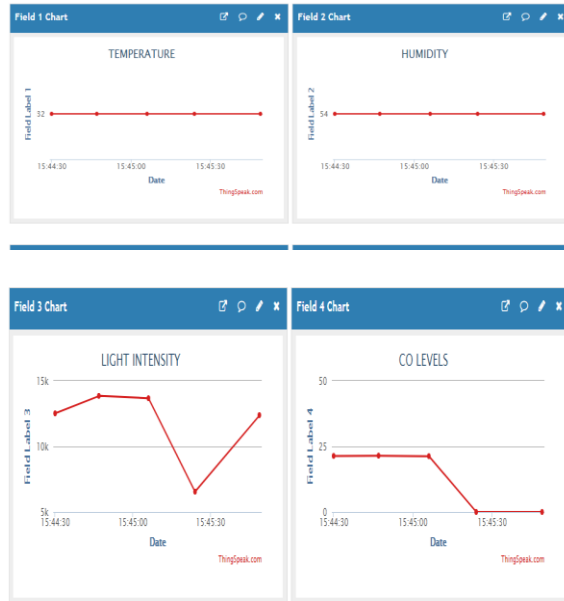 Field 1 Chart
TEMPERATURE
Field Label 1
32
15:44:30 15:45:00 15:45:30
Date
ThingSpeak.com
Field 2 Chart
HUMIDITY
Field Label 2
54
15:44:30 15:45:00 15:45:30
Date
ThingSpeak.com
Field 3 Chart
LIGHT INTENSITY
Field Label 3
15k
10k
5k
15:44:30 15:45:00 15:45:30
Date
ThingSpeak.com
Field 4 Chart
CO LEVELS
Field Label 4
50
25
0
15:44:30 15:45:00 15:45:30
Date
ThingSpeak.com